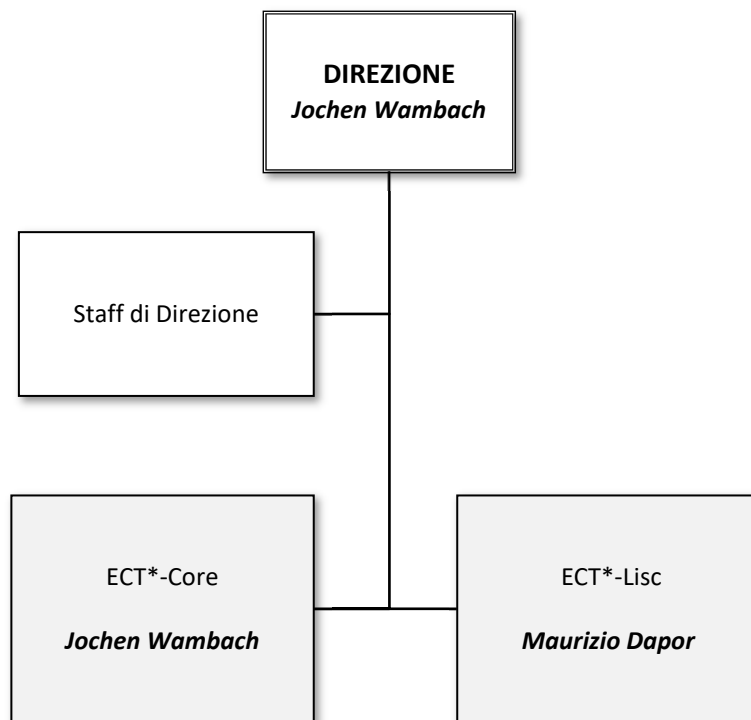 DIREZIONE
Jochen Wambach
Staff di Direzione
ECT*-Core
Jochen Wambach
ECT*-Lisc
Maurizio Dapor